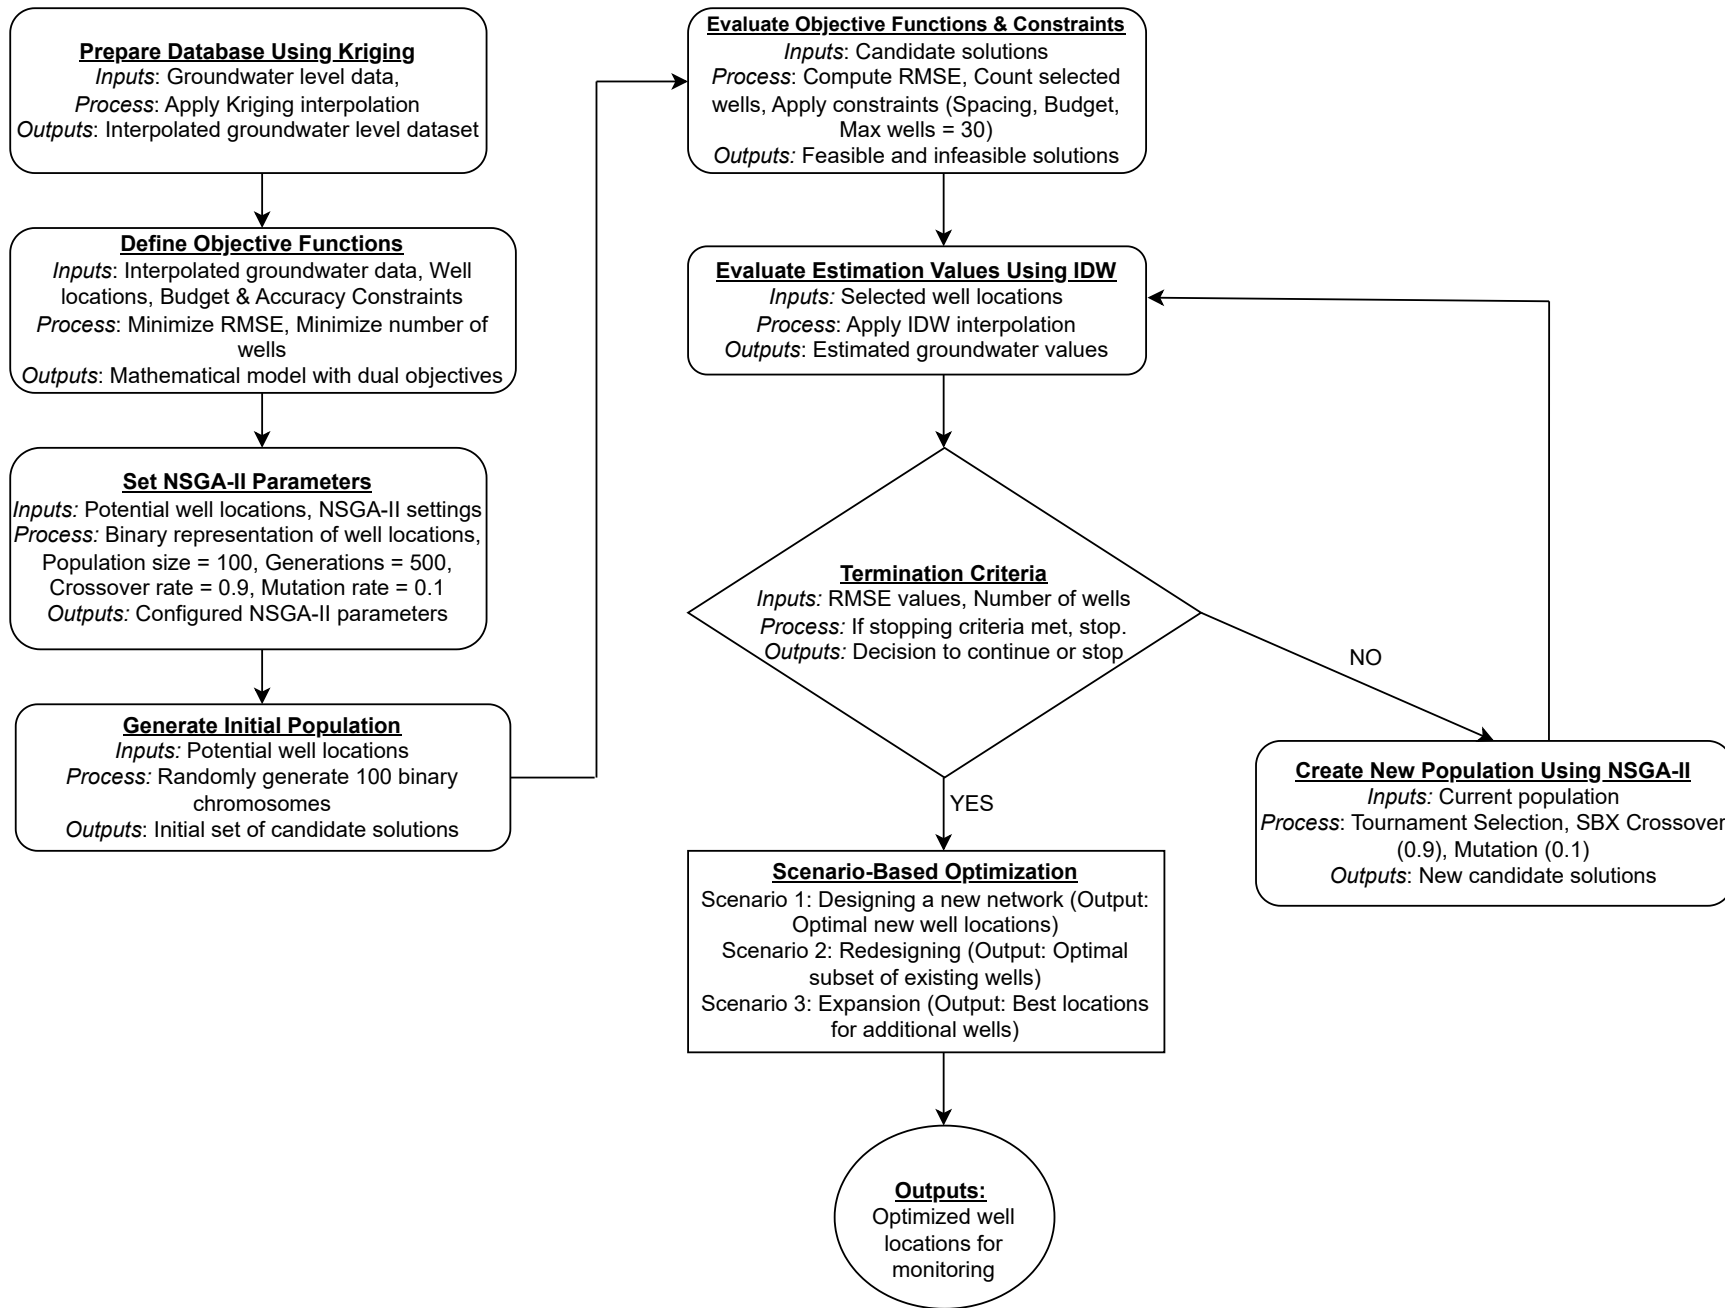 Prepare Database Using Kriging
Inputs: Groundwater level data,
Process: Apply Kriging interpolation
Outputs: Interpolated groundwater level dataset
Define Objective Functions
Inputs: Interpolated groundwater data, Well
locations, Budget & Accuracy Constraints
Process: Minimize RMSE, Minimize number of
wells
Outputs: Mathematical model with dual objectives
Set NSGA-II Parameters
Inputs: Potential well locations, NSGA-II settings
Process: Binary representation of well locations,
Population size = 100, Generations = 500,
Crossover rate = 0.9, Mutation rate = 0.1
Outputs: Configured NSGA-II parameters
Generate Initial Population
Inputs: Potential well locations
Process: Randomly generate 100 binary
chromosomes
Outputs: Initial set of candidate solutions
Evaluate Objective Functions & Constraints
Inputs: Candidate solutions
Process: Compute RMSE, Count selected
wells, Apply constraints (Spacing, Budget,
Max wells = 30)
Outputs: Feasible and infeasible solutions
Evaluate Estimation Values Using IDW
Inputs: Selected well locations
Process: Apply IDW interpolation
Outputs: Estimated groundwater values
Termination Criteria
Inputs: RMSE values, Number of wells
Process: If stopping criteria met, stop.
Outputs: Decision to continue or stop
NO
YES
Create New Population Using NSGA-II
Inputs: Current population
Process: Tournament Selection, SBX Crossover
(0.9), Mutation (0.1)
Outputs: New candidate solutions
Scenario-Based Optimization
Scenario 1: Designing a new network (Output:
Optimal new well locations)
Scenario 2: Redesigning (Output: Optimal
subset of existing wells)
Scenario 3: Expansion (Output: Best locations
for additional wells)
Outputs:
Optimized well
locations for
monitoring